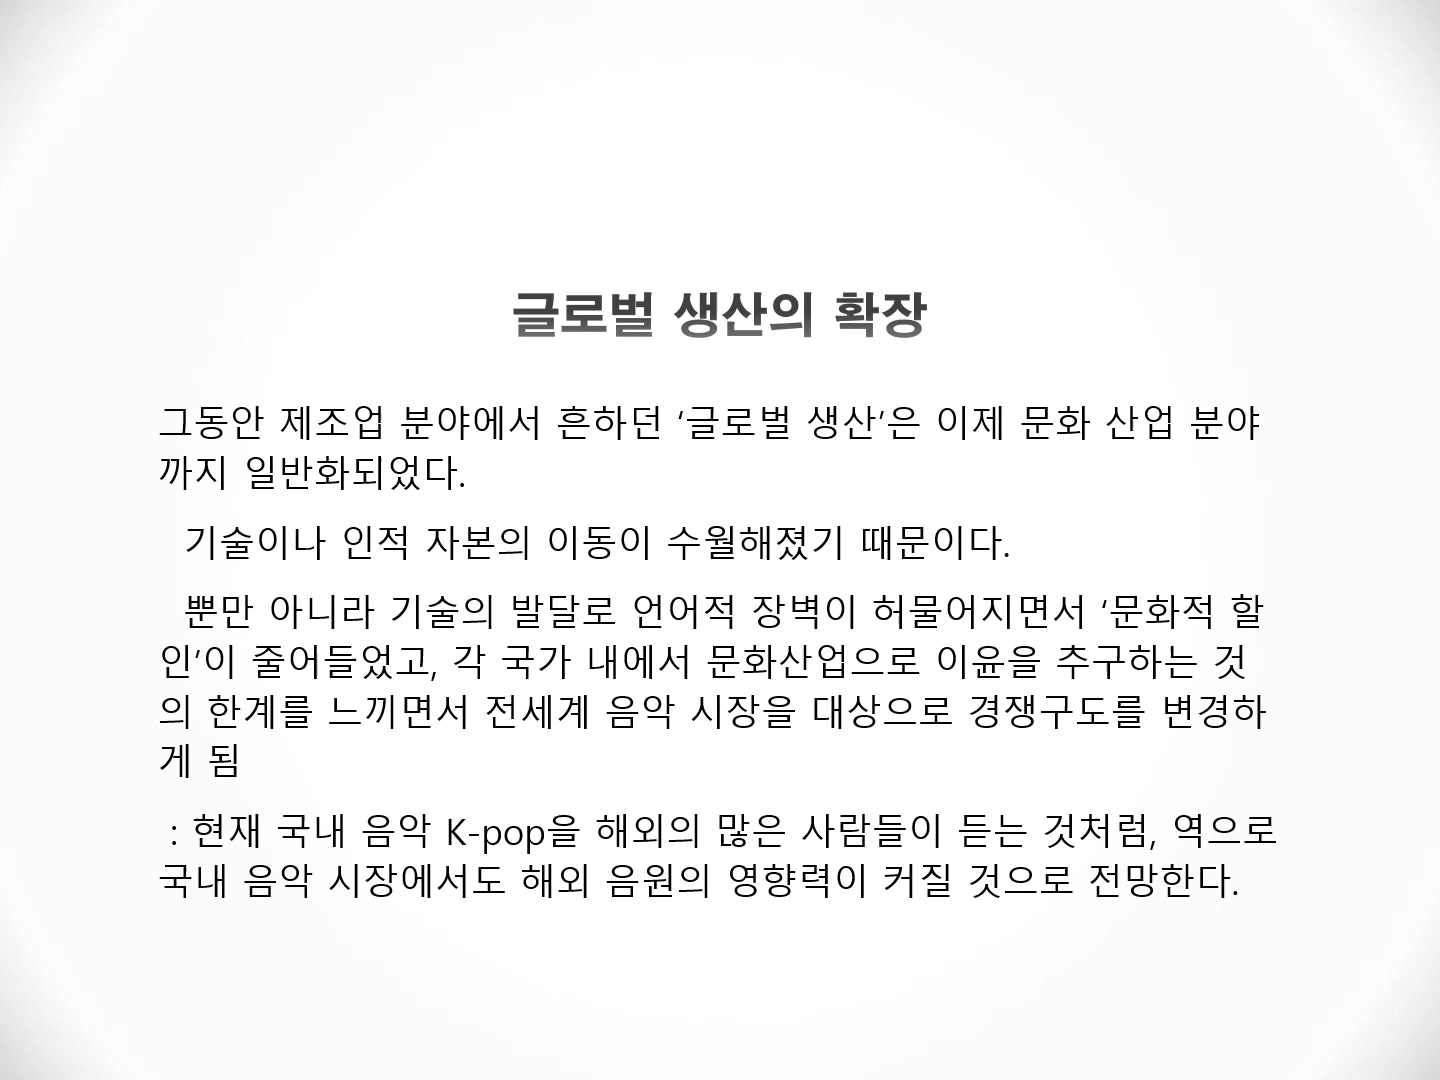 글로벌 생산의 확장
그동안 제조업 분야에서 흔하던 ‘글로벌 생산’은 이제 문화 산업 분야
까지 일반화되었다.
기술이나 인적 자본의 이동이 수월해졌기 때문이다.
뿐만 아니라 기술의 발달로 언어적 장벽이 허물어지면서 ‘문화적 할
인’이 줄어들었고, 각 국가 내에서 문화산업으로 이윤을 추구하는 것
의 한계를 느끼면서 전세계 음악 시장을 대상으로 경쟁구도를 변경하
게 됨
: 현재 국내 음악 K-pop을 해외의 많은 사람들이 듣는 것처럼, 역으로
국내 음악 시장에서도 해외 음원의 영향력이 커질 것으로 전망한다.